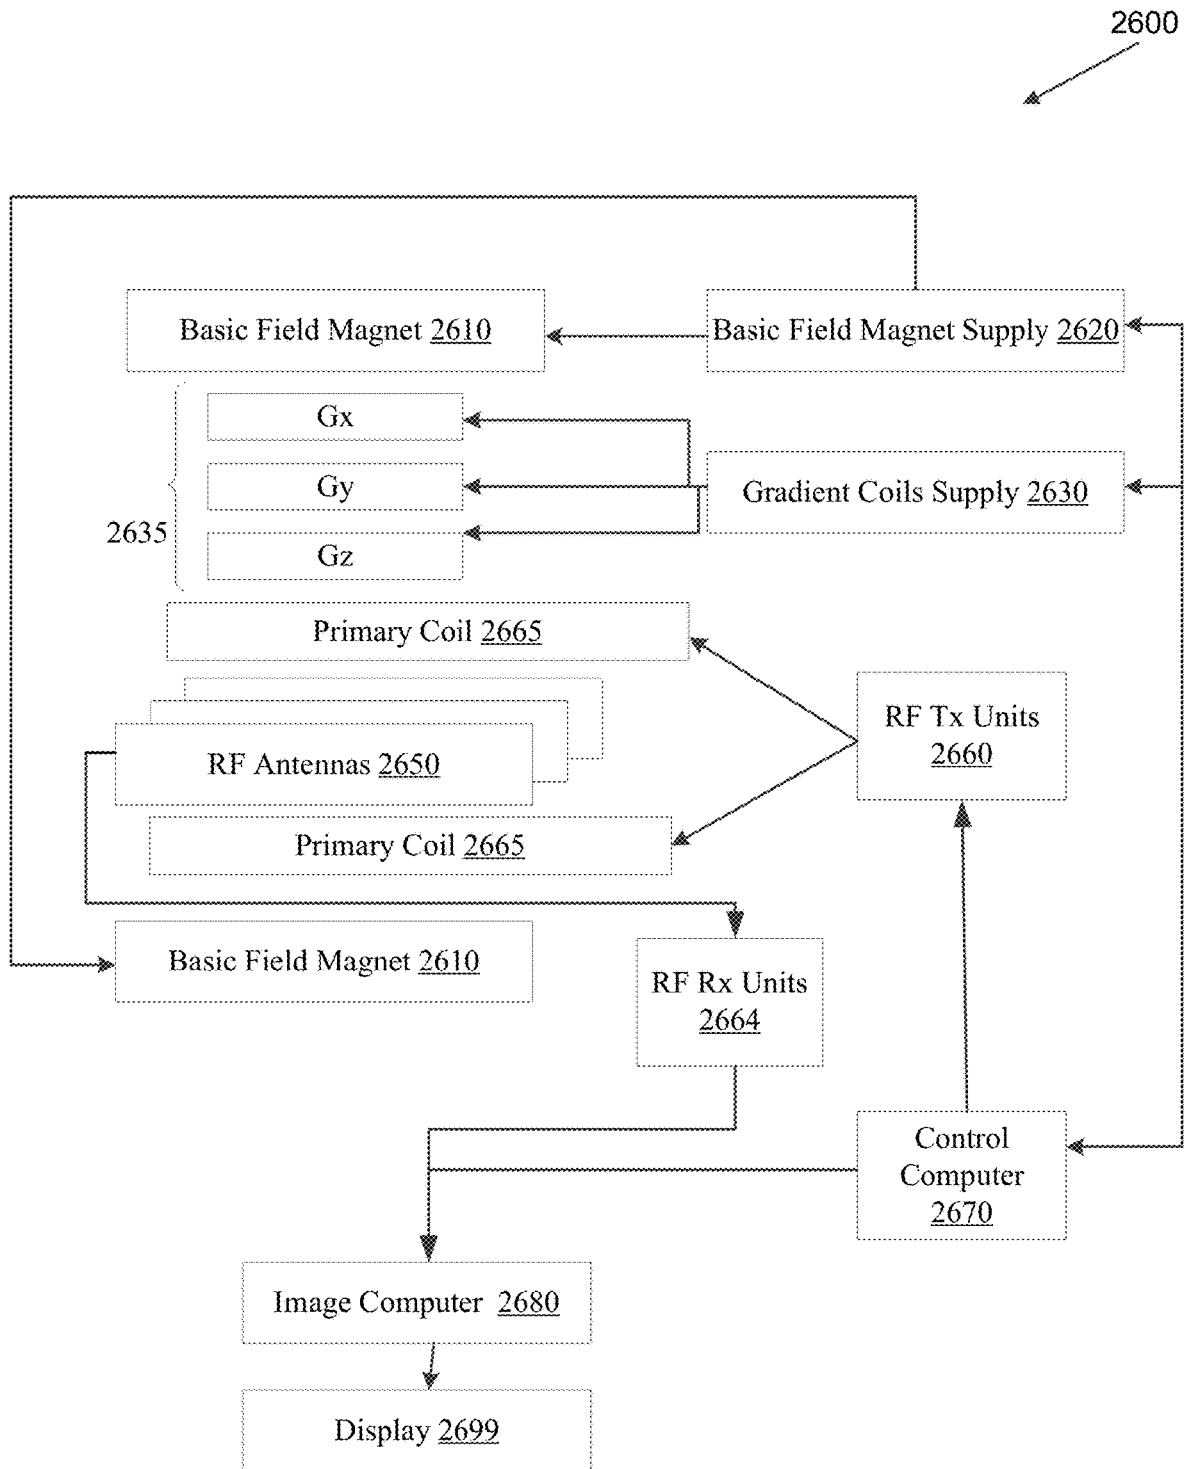 2600
Basic Field Magnet 2610
Basic Field Magnet Supply 2620
Gx
Gy
Gradient Coils Supply 2630
2635
Gz
Primary Coil 2665
RF Tx Units
2660
RF Antennas 2650
Primary Coil 2665
Basic Field Magnet 2610
RF Rx Units
2664
Control
Computer
2670
Image Computer 2680
Display 2699